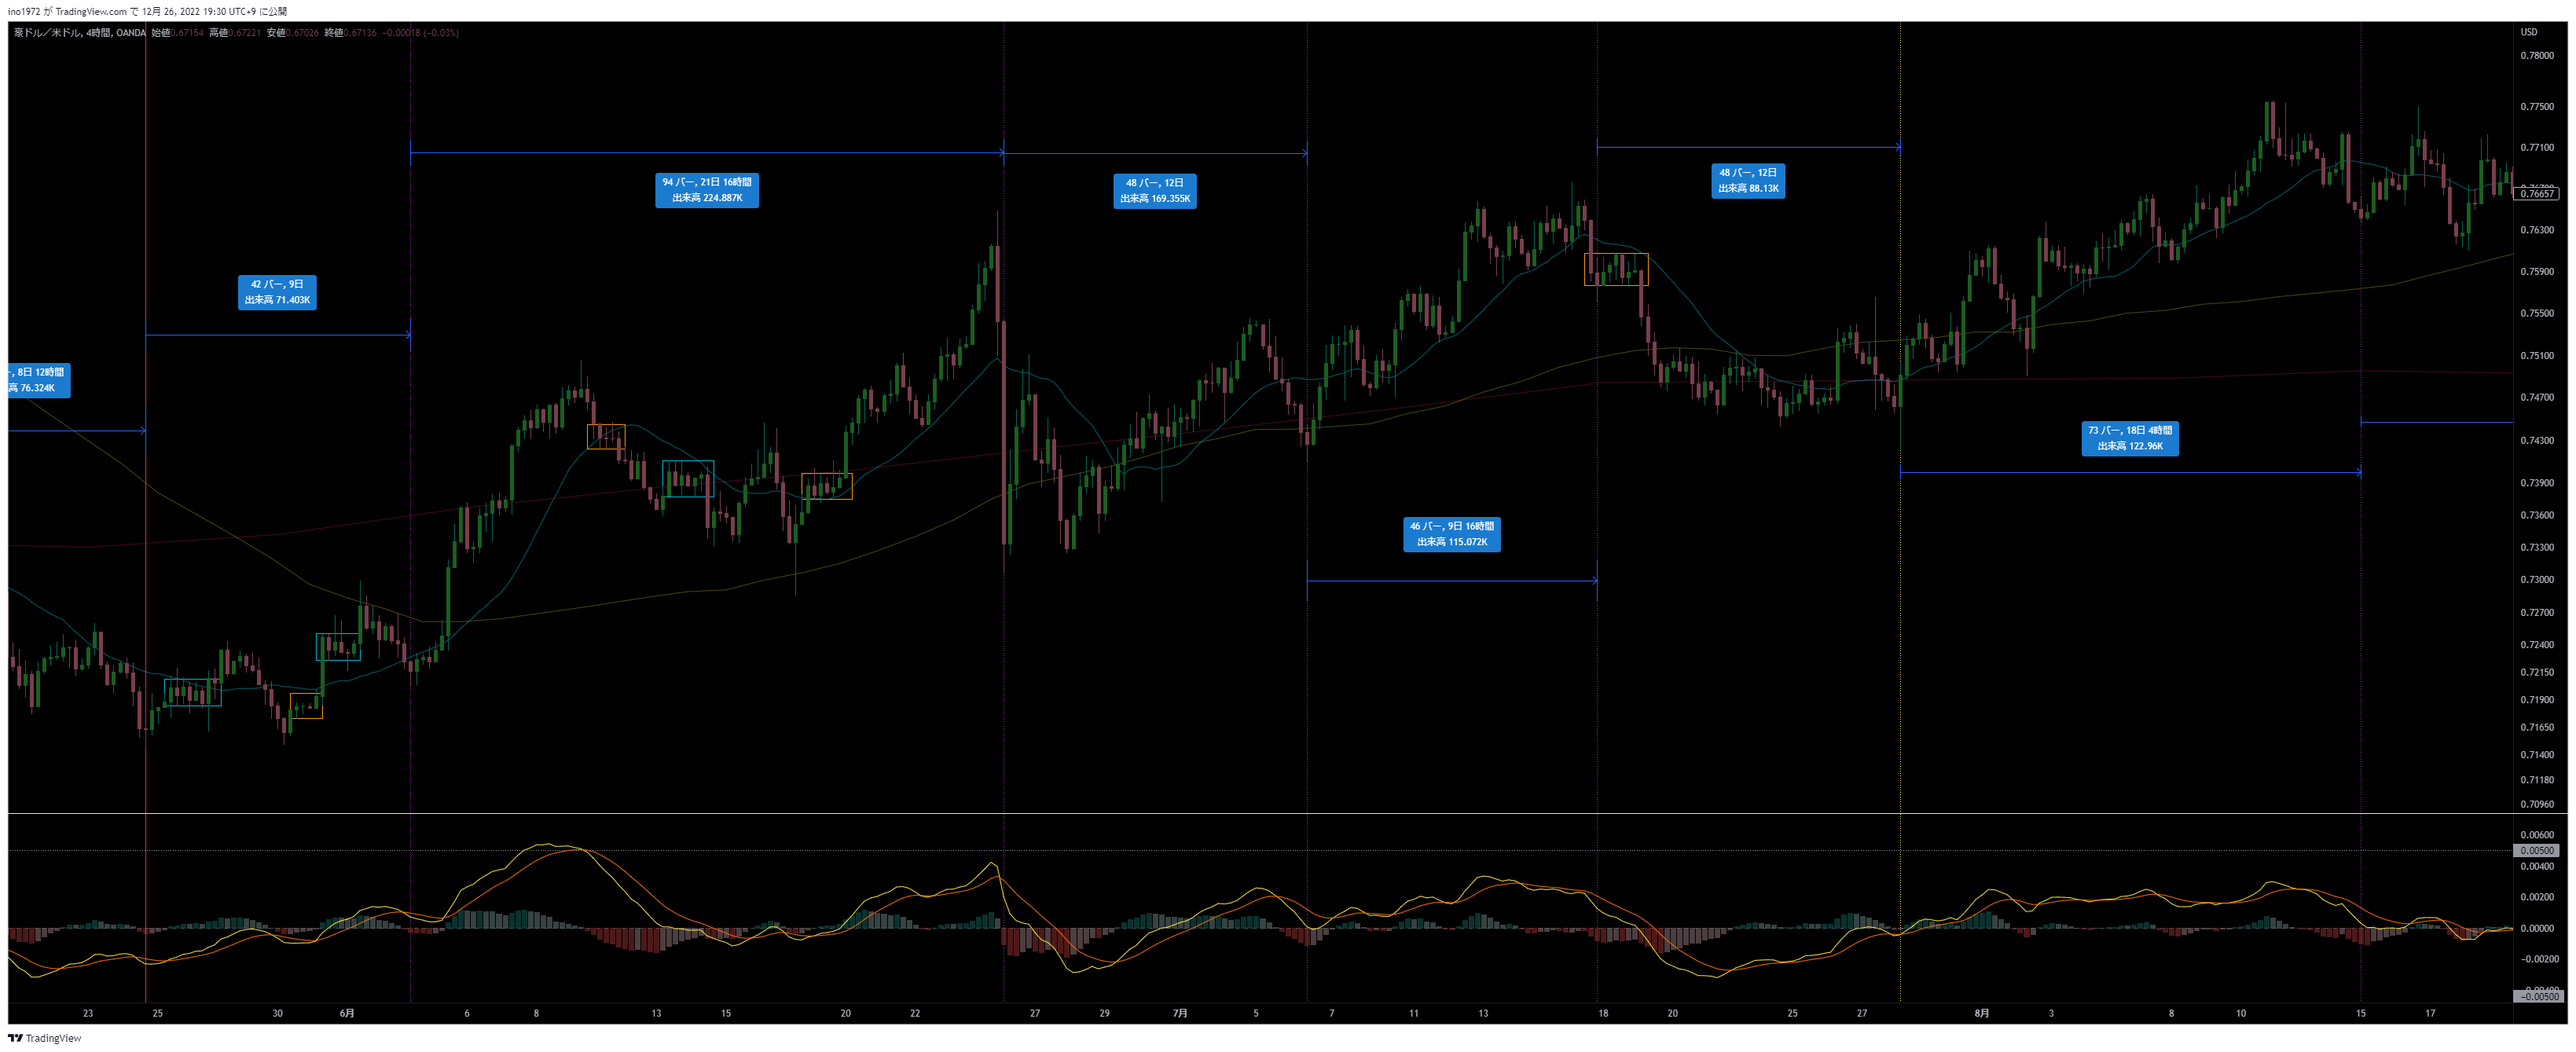 ino1972 が TradingView.com で 12月 26, 2022 19:30 UTC+9 に公開
豪ドル／米ドル, 4時間, OANDA 始値0.67154 高値0.67221 安値0.67026 終値0.67136 −0.00018 (−0.03%)
USD
0.78000
0.77500
0.77100
0.76657
0.76300
0.75900
0.75500
0.75100
0.74700
0.74300
0.73900
0.73600
0.73300
0.73000
0.72700
0.72400
0.72150
0.71900
0.71650
0.71400
0.71180
0.70960
94 バー, 21日 16時間
出来高 224.887K
48 バー, 12日
出来高 169.355K
48 バー, 12日
出来高 88.13K
42 バー, 9日
出来高 71.403K
8日 12時間
高 76.324K
73 バー, 18日 4時間
出来高 122.96K
46 バー, 9日 16時間
出来高 115.072K
0.00600
0.00500
0.00400
0.00200
0.00000
−0.00200
−0.00500
23 25 30 6月 6 8 13 15 20 22 27 29 7月 5 7 11 13 18 20 25 27 8月 3 8 10 15 17
TradingView